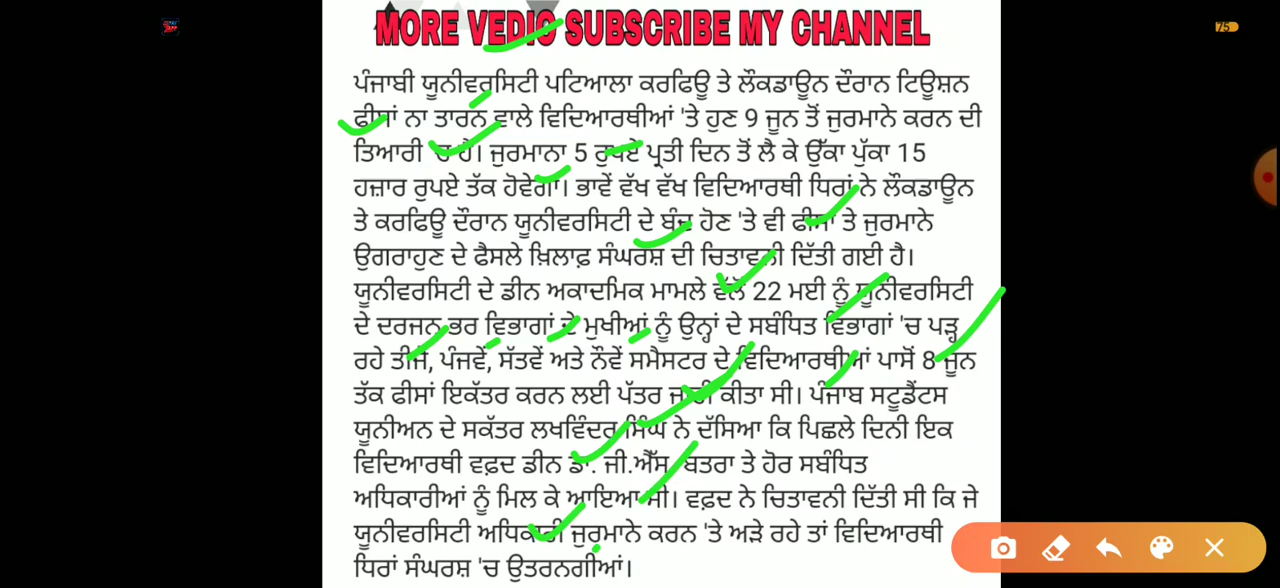 MORE VEDIO SUBSCRIBE MY CHANNEL
75
ਪੰਜਾਬੀ ਯੂਨੀਵਰਸਿਟੀ ਪਟਿਆਲਾ ਕਰਫਿਊ ਤੇ ਲੌਕਡਾਊਨ ਦੌਰਾਨ ਟਿਊਸ਼ਨ
ਫੀਸਾਂ ਨਾ ਤਾਰਨ ਵਾਲੇ ਵਿਦਿਆਰਥੀਆਂ 'ਤੇ ਹੁਣ 9 ਜੂਨ ਤੋਂ ਜੁਰਮਾਨੇ ਕਰਨ ਦੀ
ਤਿਆਰੀ 'ਚ ਹੈ। ਜੁਰਮਾਨਾ 5 ਰੁਪਏ ਪ੍ਰਤੀ ਦਿਨ ਤੋਂ ਲੈ ਕੇ ਉੱਕਾ ਪੁੱਕਾ 15
ਹਜ਼ਾਰ ਰੁਪਏ ਤੱਕ ਹੋਵੇਗਾ। ਭਾਵੇਂ ਵੱਖ ਵੱਖ ਵਿਦਿਆਰਥੀ ਧਿਰਾਂ ਨੇ ਲੌਕਡਾਊਨ
ਤੇ ਕਰਫਿਊ ਦੌਰਾਨ ਯੂਨੀਵਰਸਿਟੀ ਦੇ ਬੰਦ ਹੋਣ 'ਤੇ ਵੀ ਫੀਸਾਂ ਤੇ ਜੁਰਮਾਨੇ
ਉਗਰਾਹੁਣ ਦੇ ਫੈਸਲੇ ਖ਼ਿਲਾਫ਼ ਸੰਘਰਸ਼ ਦੀ ਚਿਤਾਵਨੀ ਦਿੱਤੀ ਗਈ ਹੈ।
ਯੂਨੀਵਰਸਿਟੀ ਦੇ ਡੀਨ ਅਕਾਦਮਿਕ ਮਾਮਲੇ ਵੱਲੋਂ 22 ਮਈ ਨੂੰ ਯੂਨੀਵਰਸਿਟੀ
ਦੇ ਦਰਜਨ ਭਰ ਵਿਭਾਗਾਂ ਦੇ ਮੁਖੀਆਂ ਨੂੰ ਉਨ੍ਹਾਂ ਦੇ ਸਬੰਧਿਤ ਵਿਭਾਗਾਂ 'ਚ ਪੜ੍ਹ
ਰਹੇ ਤੀਜੇ, ਪੰਜਵੇਂ, ਸੱਤਵੇਂ ਅਤੇ ਨੌਵੇਂ ਸਮੈਸਟਰ ਦੇ ਵਿਦਿਆਰਥੀਆਂ ਪਾਸੋਂ 8 ਜੂਨ
ਤੱਕ ਫੀਸਾਂ ਇਕੱਤਰ ਕਰਨ ਲਈ ਪੱਤਰ ਜਾਰੀ ਕੀਤਾ ਸੀ। ਪੰਜਾਬ ਸਟੂਡੈਂਟਸ
ਯੂਨੀਅਨ ਦੇ ਸਕੱਤਰ ਲਖਵਿੰਦਰ ਸਿੰਘ ਨੇ ਦੱਸਿਆ ਕਿ ਪਿਛਲੇ ਦਿਨੀ ਇਕ
ਵਿਦਿਆਰਥੀ ਵਫ਼ਦ ਡੀਨ ਡਾ. ਜੀ.ਐੱਸ. ਬਤਰਾ ਤੇ ਹੋਰ ਸਬੰਧਿਤ
ਅਧਿਕਾਰੀਆਂ ਨੂੰ ਮਿਲ ਕੇ ਆਇਆ ਸੀ। ਵਫ਼ਦ ਨੇ ਚਿਤਾਵਨੀ ਦਿੱਤੀ ਸੀ ਕਿ ਜੇ
ਯੂਨੀਵਰਸਿਟੀ ਅਧਿਕਾਰੀ ਜੁਰਮਾਨੇ ਕਰਨ 'ਤੇ ਅੜੇ ਰਹੇ ਤਾਂ ਵਿਦਿਆਰਥੀ
ਧਿਰਾਂ ਸੰਘਰਸ਼ 'ਚ ਉਤਰਨਗੀਆਂ।